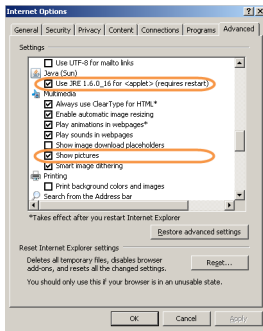 Internet Options
General Security Privacy Content Connections Programs Advanced
Settings
Use UTF-8 for mailto links
Java (Sun)
Use JRE 1.6.0_16 for <applet> (requires restart)
Multimedia
Always use ClearType for HTML*
Enable automatic image resizing
Play animations in webpages*
Play sounds in webpages
Show image download placeholders
Show pictures
Smart image dithering
Printing
Print background colors and images
Search from the Address bar
*Takes effect after you restart Internet Explorer
Restore advanced settings
Reset Internet Explorer settings
Deletes all temporary files, disables browser
add-ons, and resets all the changed settings.
Reset...
You should only use this if your browser is in an unusable state.
OK Cancel Apply